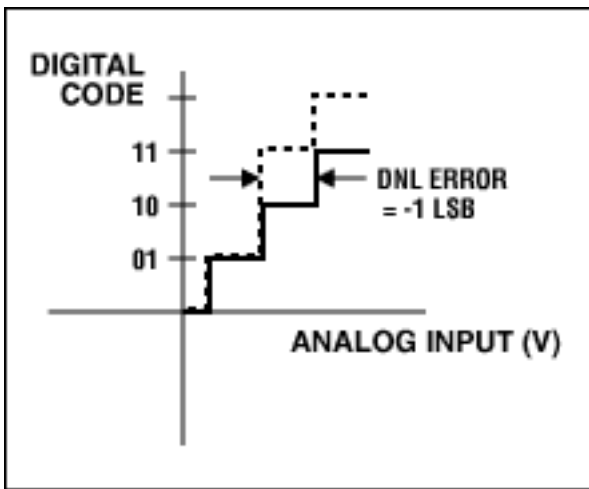 DIGITAL
CODE
11
10
01
DNL ERROR
= -1 LSB
ANALOG INPUT (V)